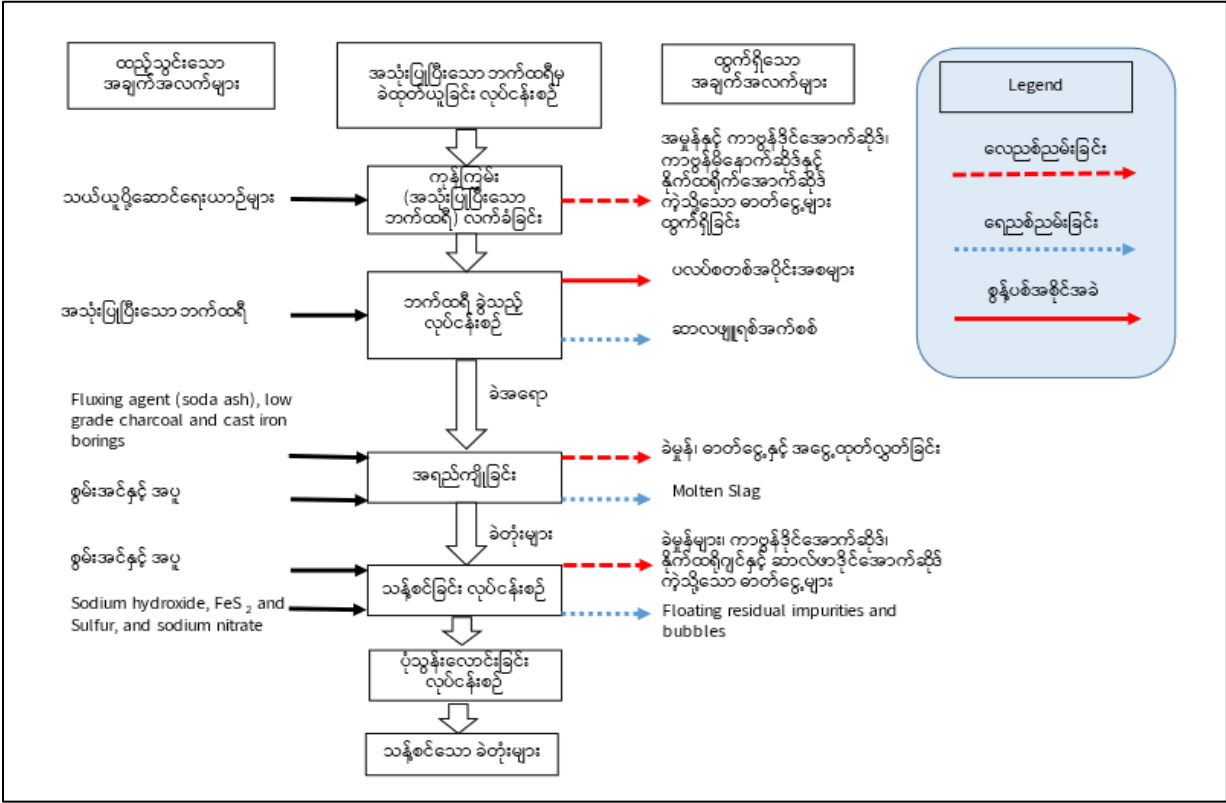 ထည့်သွင်းသော
အချက်အလက်များ
အသုံးပြုပြီးသော ဘက်ထရီမှ
ခဲထုတ်ယူခြင်း လုပ်ငန်းစဉ်
ထွက်ရှိသော
အချက်အလက်များ
Legend
လေညစ်ညမ်းခြင်း
ရေညစ်ညမ်းခြင်း
စွန့်ပစ်အစိုင်အခဲ
သယ်ယူပို့ဆောင်ရေးယာဉ်များ
ကုန်ကြမ်း
(အသုံးပြုပြီးသော
ဘက်ထရီ) လက်ခံခြင်း
အမှုန်နှင့် ကာဗွန်ဒိုင်အောက်ဆိုဒ်၊
ကာဗွန်မိုနောက်ဆိုဒ်နှင့်
နိုက်ထရိုက်အောက်ဆိုဒ်
ကဲ့သို့သော ဓာတ်ငွေ့များ
ထွက်ရှိခြင်း
အသုံးပြုပြီးသော ဘက်ထရီ
ဘက်ထရီ ခွဲသည့်
လုပ်ငန်းစဉ်
ပလပ်စတစ်အပိုင်းအစများ
ဆာလဖျူရစ်အက်စစ်
ခဲအရော
Fluxing agent (soda ash), low
grade charcoal and cast iron
borings
စွမ်းအင်နှင့် အပူ
အရည်ကျိုခြင်း
ခဲမှုန်၊ ဓာတ်ငွေ့နှင့် အငွေ့ထုတ်လွှတ်ခြင်း
Molten Slag
ခဲတုံးများ
စွမ်းအင်နှင့် အပူ
Sodium hydroxide, FeS₂ and
Sulfur, and sodium nitrate
သန့်စင်ခြင်း လုပ်ငန်းစဉ်
ခဲမှုန်များ၊ ကာဗွန်ဒိုင်အောက်ဆိုဒ်၊
နိုက်ထရိုဂျင်နှင့် ဆာလ်ဖာဒိုင်အောက်ဆိုဒ်
ကဲ့သို့သော ဓာတ်ငွေ့များ
Floating residual impurities and
bubbles
ပုံသွန်းလောင်းခြင်း
လုပ်ငန်းစဉ်
သန့်စင်သော ခဲတုံးများ